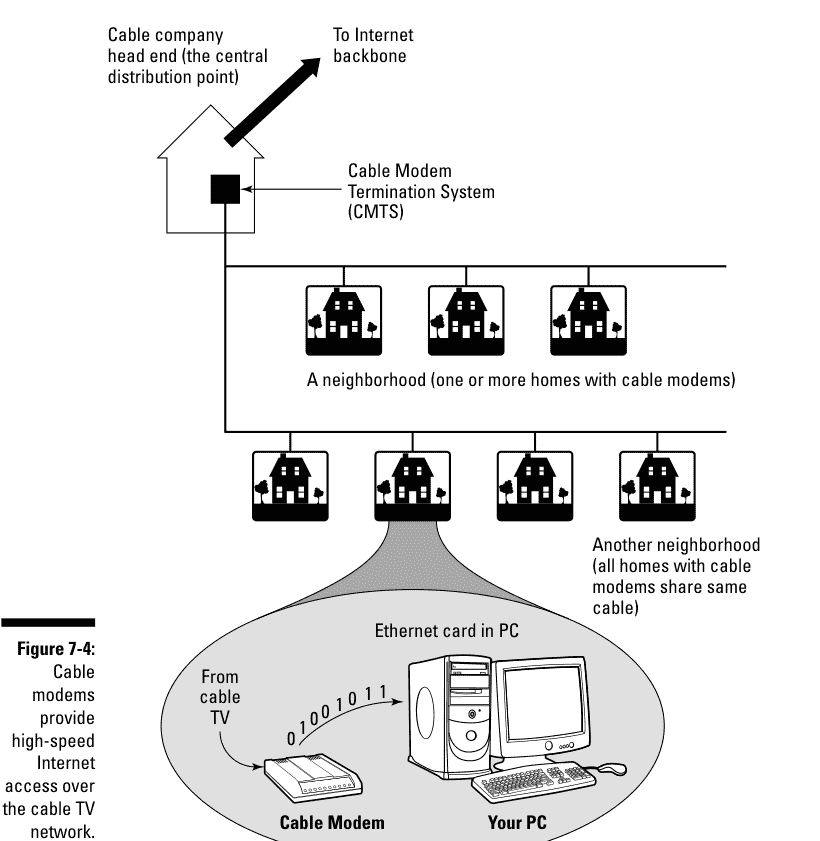 Cable company
head end (the central
distribution point)
To Internet
backbone
Cable Modem
Termination System
(CMTS)
A neighborhood (one or more homes with cable modems)
Another neighborhood
(all homes with cable
modems share same
cable)
Ethernet card in PC
From
cable
TV
01001011
Cable Modem
Your PC
Figure 7-4:
Cable
modems
provide
high-speed
Internet
access over
the cable TV
network.